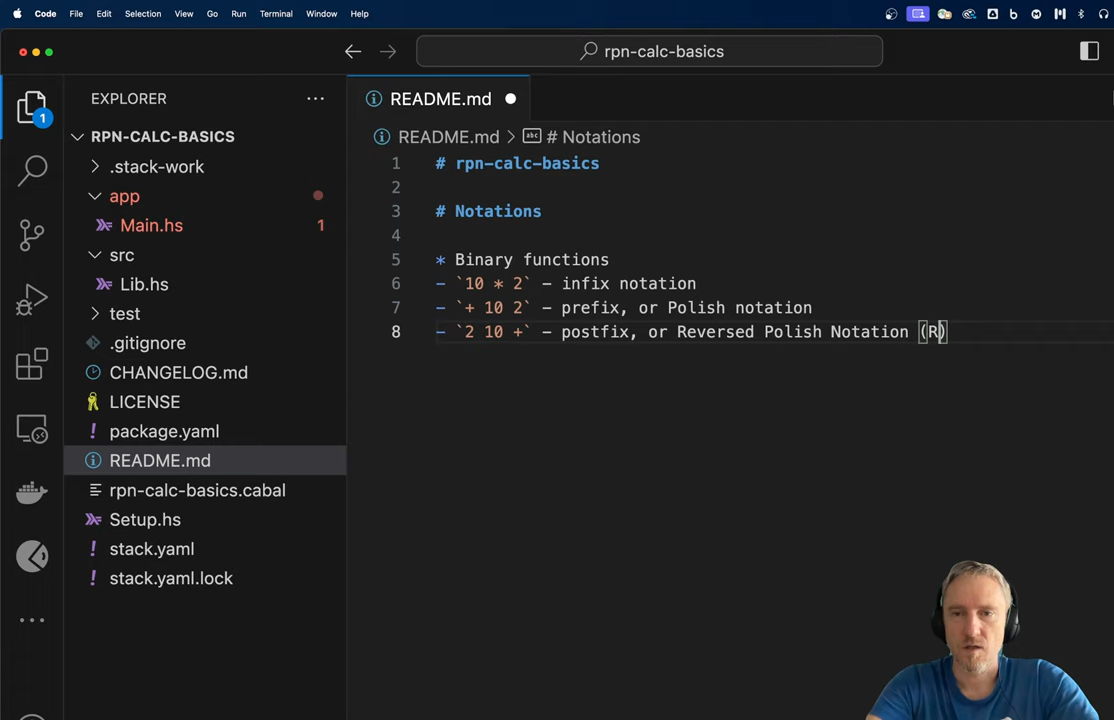 Code File Edit Selection View Go Run Terminal Window Help
rpn-calc-basics
EXPLORER
README.md
RPN-CALC-BASICS
README.md > # Notations
.stack-work
app
Main.hs 1
src
Lib.hs
test
.gitignore
CHANGELOG.md
LICENSE
package.yaml
README.md
rpn-calc-basics.cabal
Setup.hs
stack.yaml
stack.yaml.lock
1
1 # rpn-calc-basics
2
3 # Notations
4
5 * Binary functions
6 - `10 * 2` - infix notation
7 - `+ 10 2` - prefix, or Polish notation
8 - `2 10 +` - postfix, or Reversed Polish Notation (R)